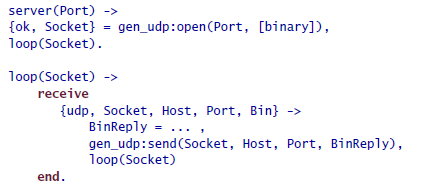 server(Port) ->
{ok, Socket} = gen_udp:open(Port, [binary]),
loop(Socket).
loop(Socket) ->
receive
{udp, Socket, Host, Port, Bin} ->
BinReply = ... ,
gen_udp:send(Socket, Host, Port, BinReply),
loop(Socket)
end.